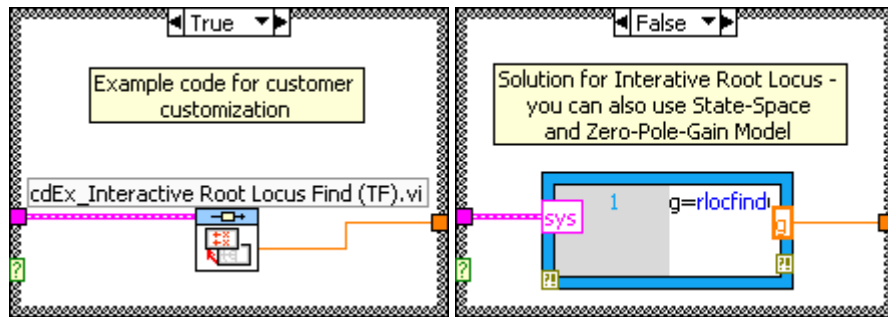 True
Example code for customer
customization
cdEx_Interactive Root Locus Find (TF).vi
?
False
Solution for Interative Root Locus -
you can also use State-Space
and Zero-Pole-Gain Model
1
g=rlocfind(
sys
g
?!
?!
?